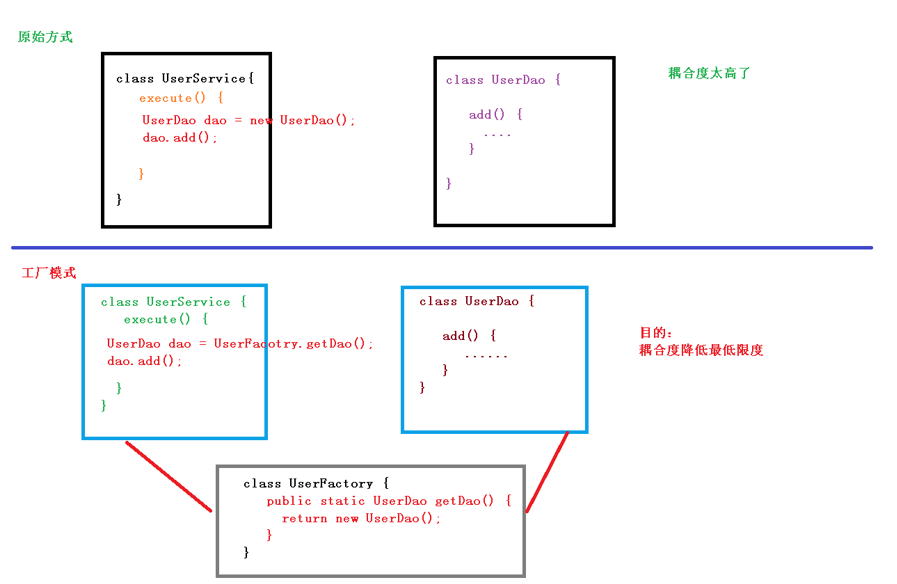 原始方式
class UserService{
execute() {
UserDao dao = new UserDao();
dao.add();
}
}
class UserDao {
add() {
....
}
}
耦合度太高了
工厂模式
class UserService {
execute() {
UserDao dao = UserFacotry.getDao();
dao.add();
}
}
class UserDao {
add() {
......
}
}
目的:
耦合度降低最低限度
class UserFactory {
public static UserDao getDao() {
return new UserDao();
}
}